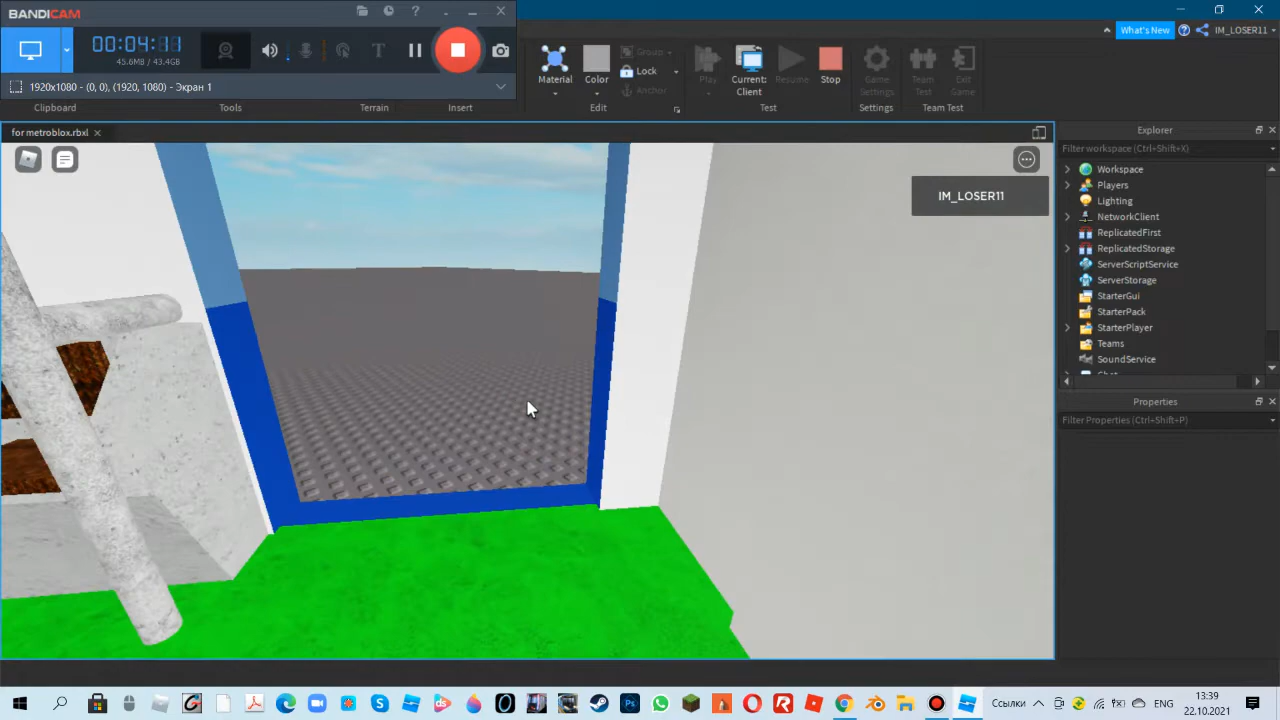 BANDICAM
00:04:11
45.6MB / 43.4GB
1920x1080 - (0, 0), (1920, 1080) - Экран 1
What's New
IM_LOSER11
Material
Color
Group
Lock
Anchor
Play
Current:
Client
Resume
Stop
Game
Settings
Team
Test
Exit
Game
Clipboard
Tools
Terrain
Insert
Edit
Test
Settings
Team Test
for metroblox.rbxl
IM_LOSER11
Explorer
Filter workspace (Ctrl+Shift+X)
Workspace
Players
Lighting
NetworkClient
ReplicatedFirst
ReplicatedStorage
ServerScriptService
ServerStorage
StarterGui
StarterPack
StarterPlayer
Teams
SoundService
Chat
Properties
Filter Properties (Ctrl+Shift+P)
Ссылки
ENG
13:39
22.10.2021